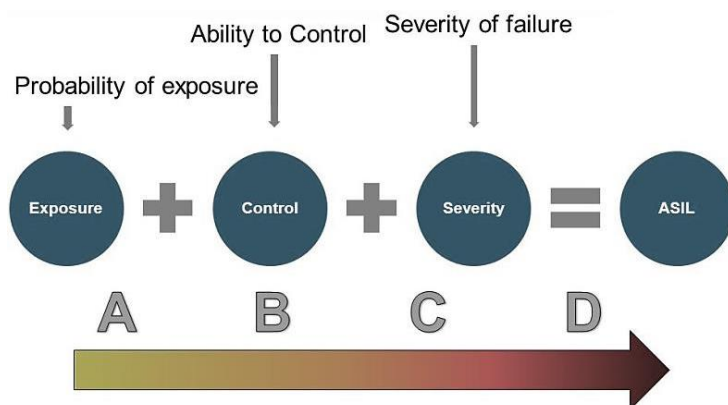 Probability of exposure
Ability to Control
Severity of failure
Exposure
Control
Severity
ASIL
A
B
C
D